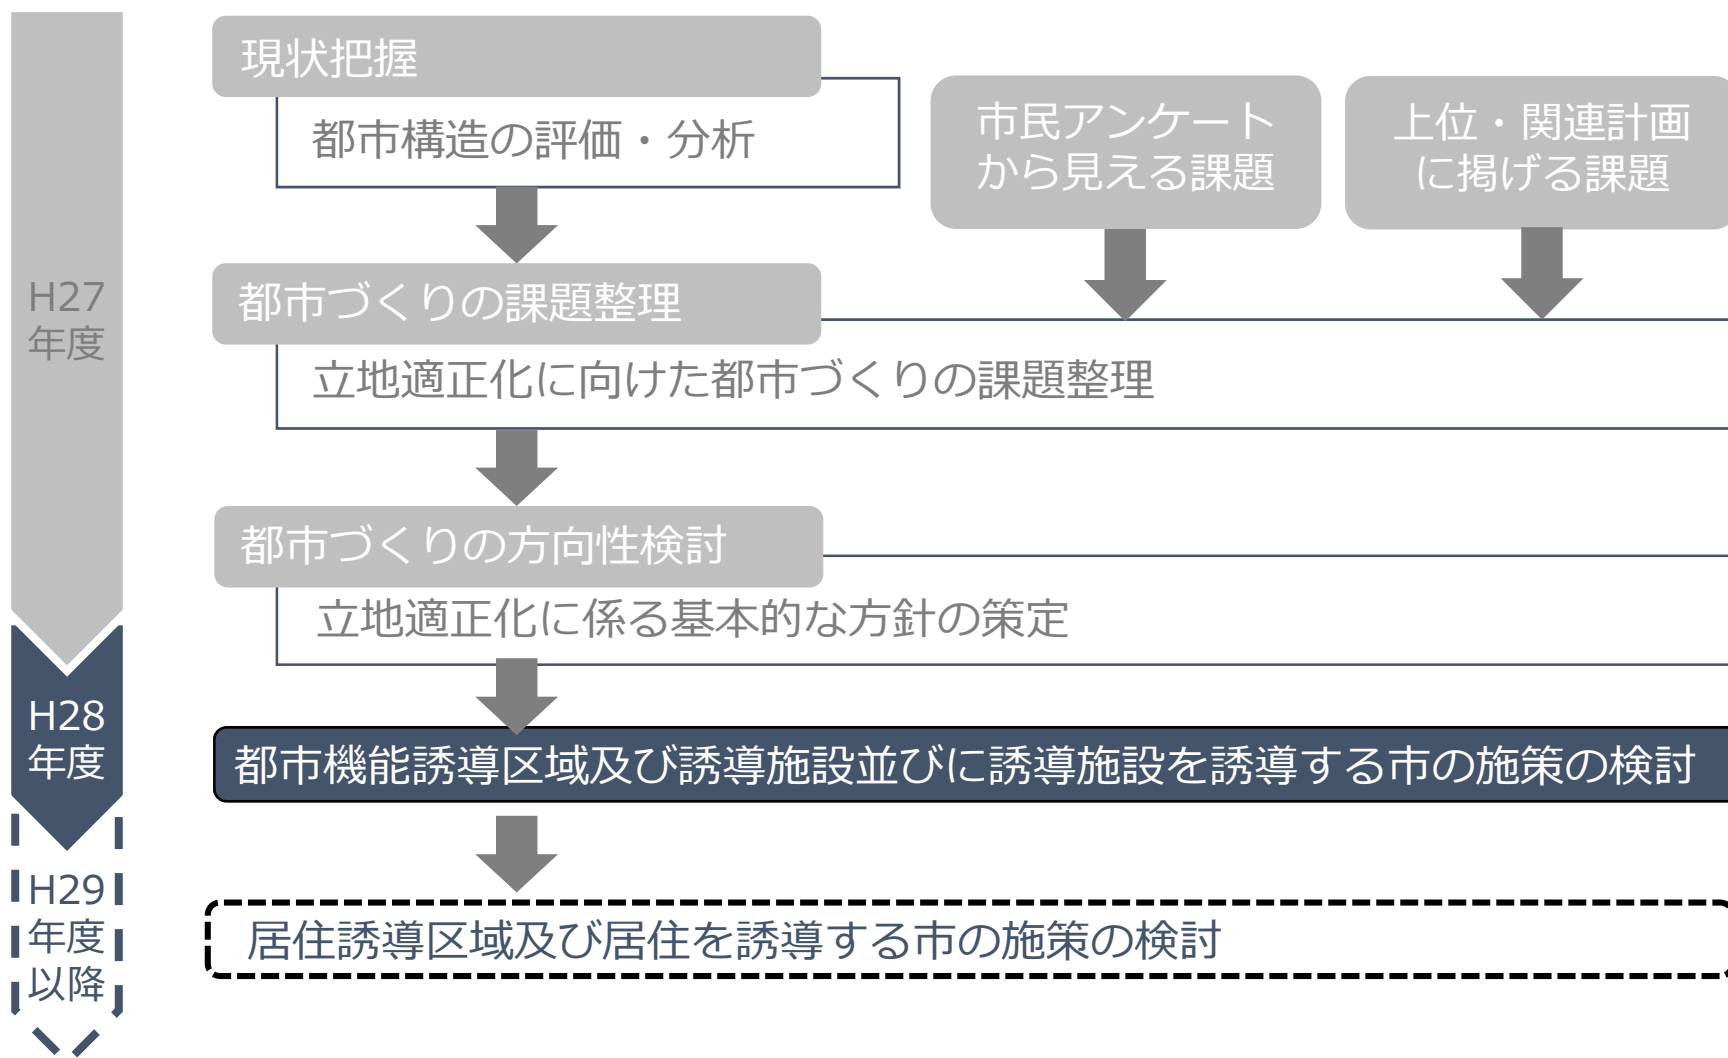 現状把握
都市構造の評価・分析
市民アンケート
から見える課題
上位・関連計画
に掲げる課題
H27
年度
都市づくりの課題整理
立地適正化に向けた都市づくりの課題整理
都市づくりの方向性検討
立地適正化に係る基本的な方針の策定
H28
年度
都市機能誘導区域及び誘導施設並びに誘導施設を誘導する市の施策の検討
H29
年度
以降
居住誘導区域及び居住を誘導する市の施策の検討